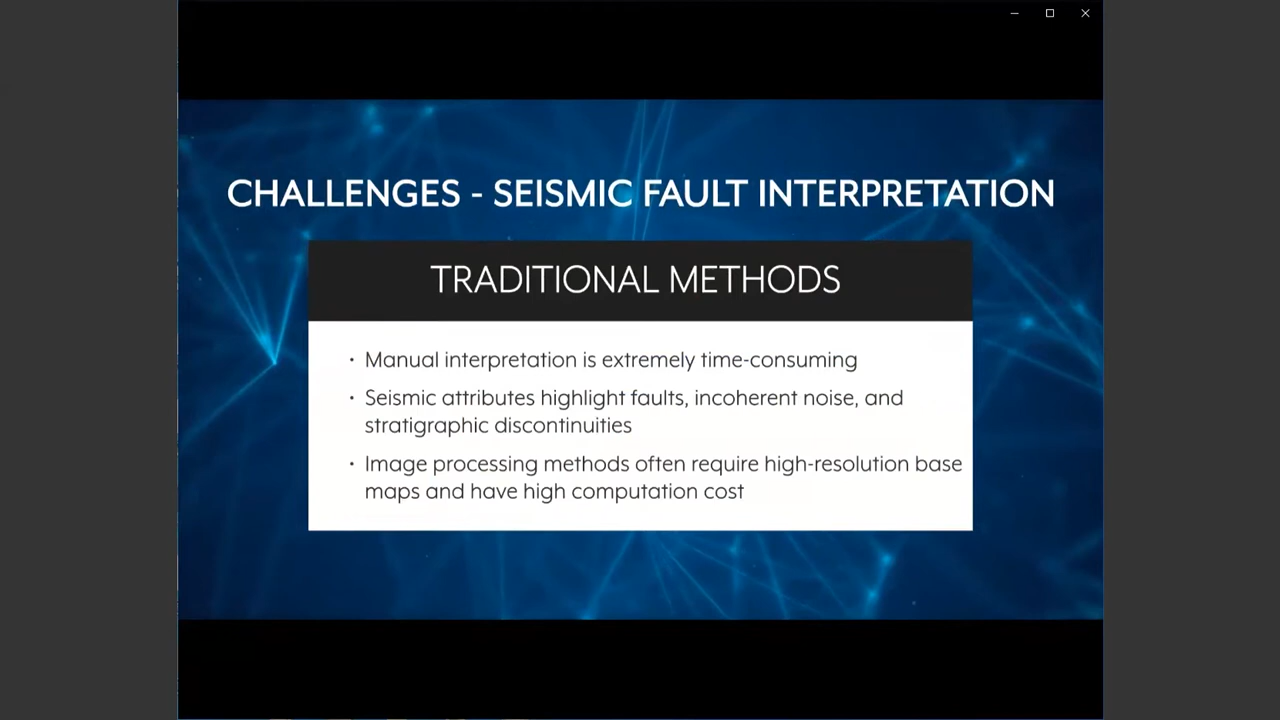 CHALLENGES - SEISMIC FAULT INTERPRETATION
TRADITIONAL METHODS
• Manual interpretation is extremely time-consuming
• Seismic attributes highlight faults, incoherent noise, and
stratigraphic discontinuities
• Image processing methods often require high-resolution base
maps and have high computation cost